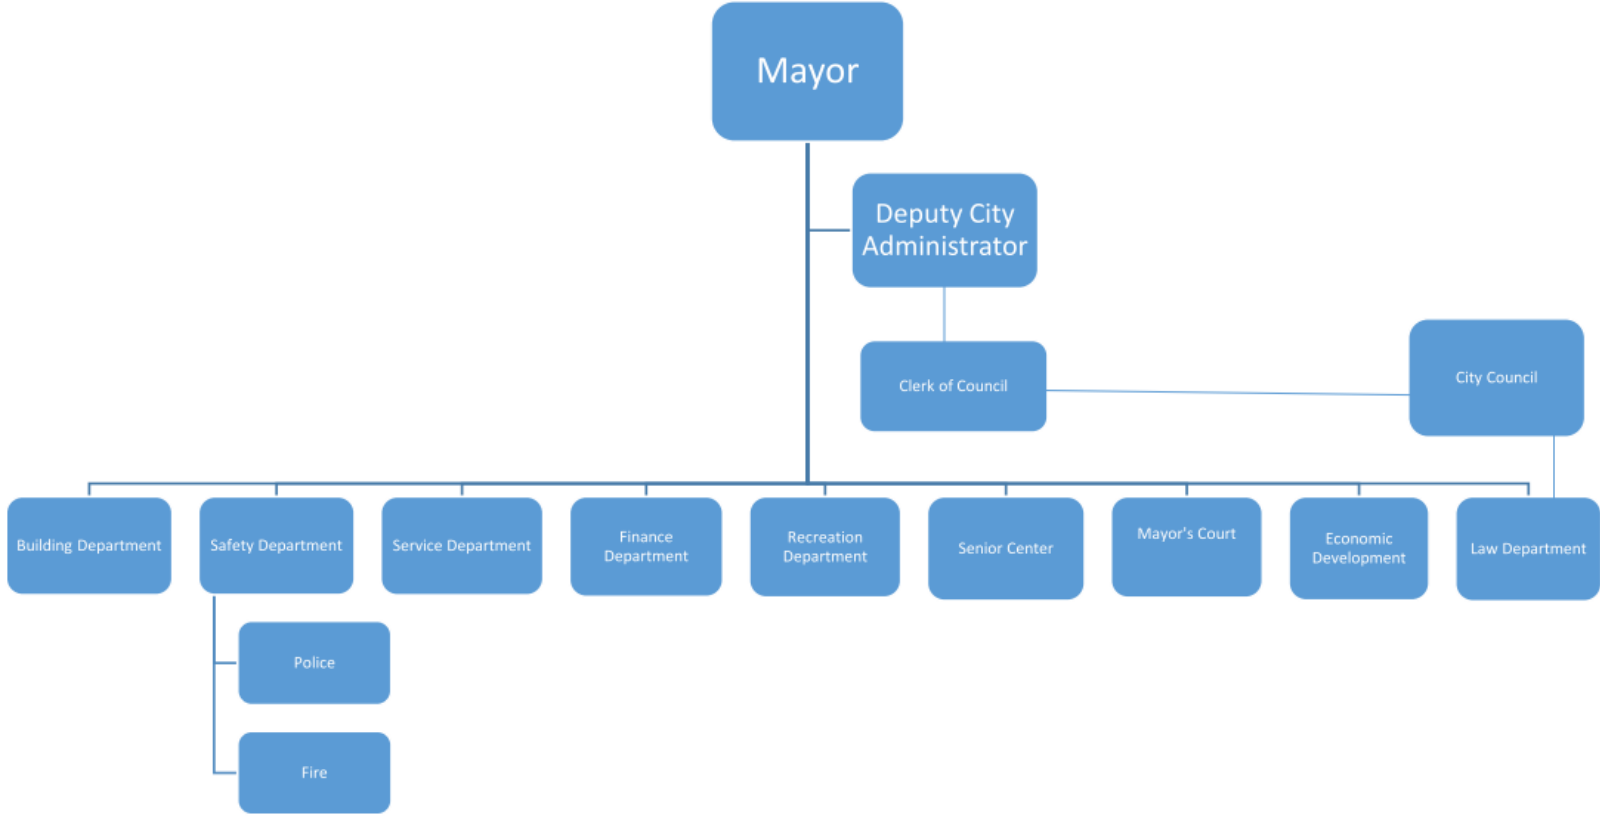 Mayor
Deputy City
Administrator
Clerk of Council
City Council
Building Department
Safety Department
Service Department
Finance
Department
Recreation
Department
Senior Center
Mayor's Court
Economic
Development
Law Department
Police
Fire